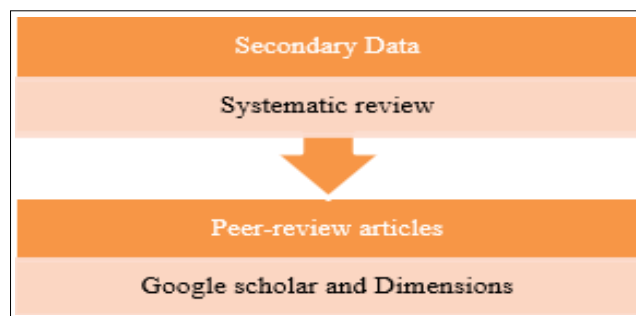 Secondary Data
Systematic review
Peer-review articles
Google scholar and Dimensions